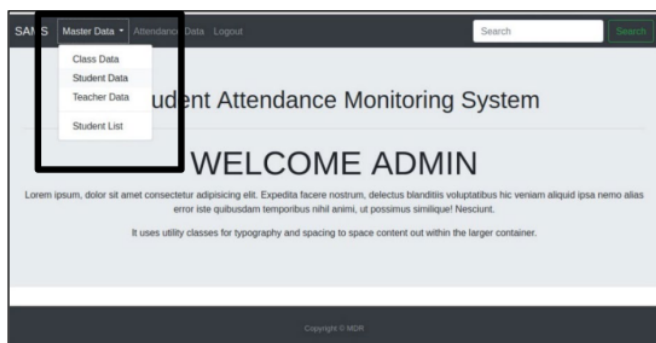 SAMS Master Data Attendance Data Logout Search Search
Class Data
Student Data
Teacher Data
Student List
udent Attendance Monitoring System
WELCOME ADMIN
Lorem ipsum, dolor sit amet consectetur adipisicing elit. Expedita facere nostrum, delectus blanditiis voluptatibus hic veniam aliquid ipsa nemo alias
error iste quibusdam temporibus nihil animi, ut possimus similique! Nesciunt.
It uses utility classes for typography and spacing to space content out within the larger container.
Copyright © MDR